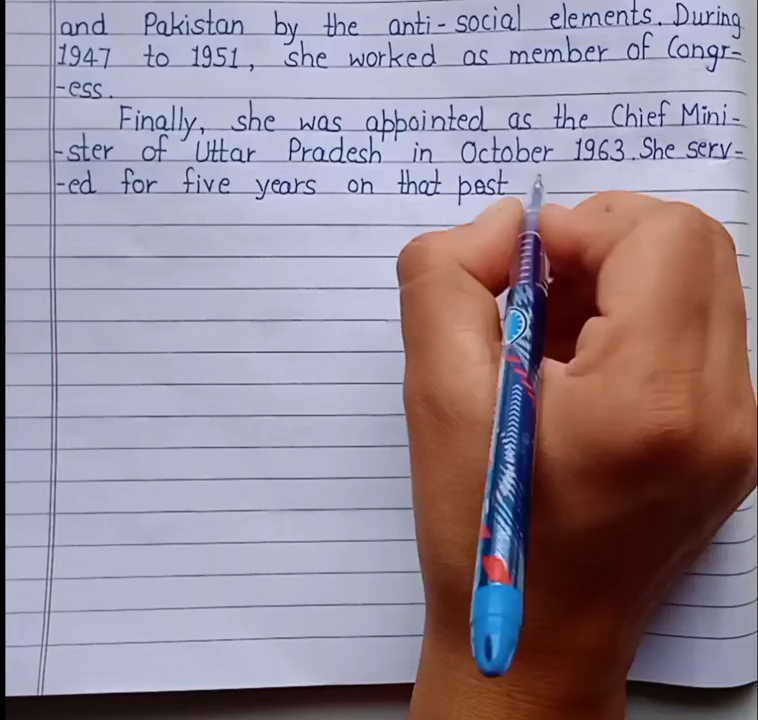 and Pakistan by the anti-social elements. During
1947 to 1951, she worked as member of Congr-
-ess.
Finally, she was appointed as the Chief Mini-
-ster of Uttar Pradesh in October 1963. She serv-
-ed for five years on that post